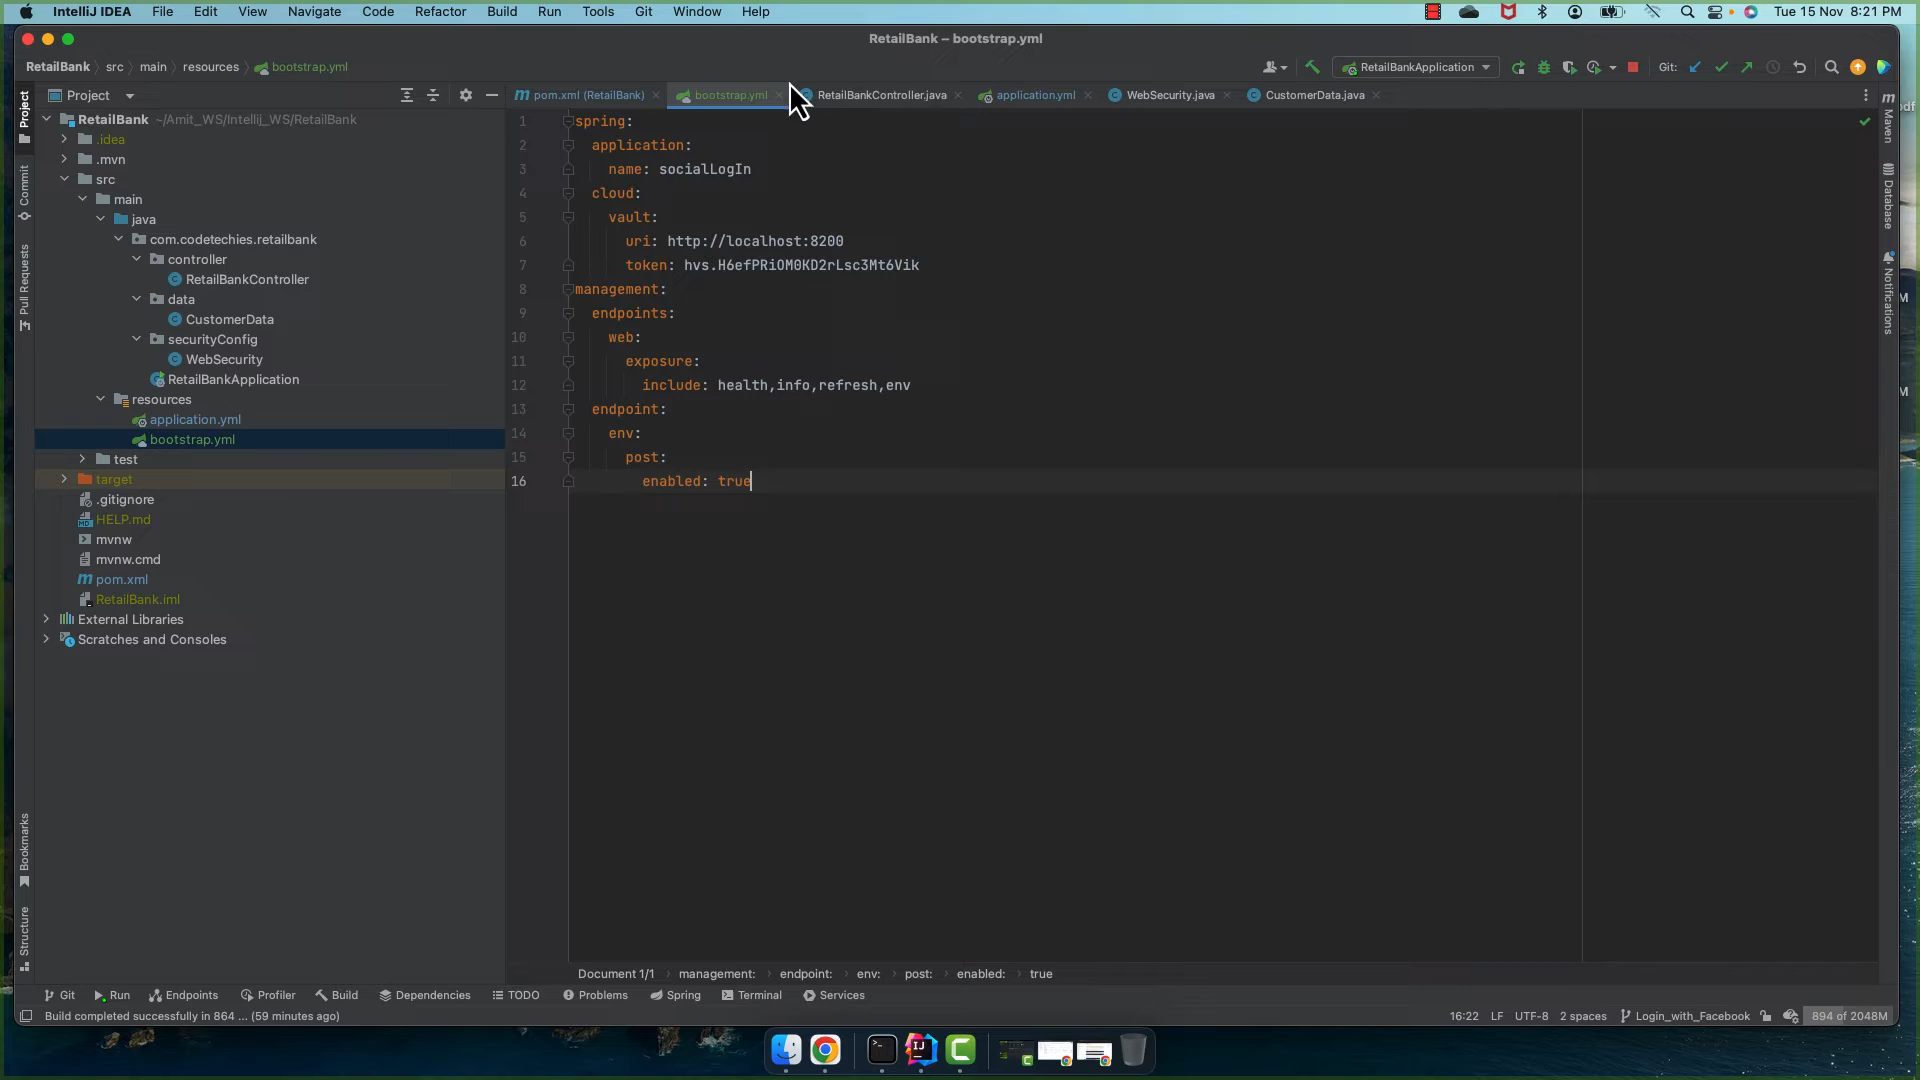 IntelliJ IDEA File Edit View Navigate Code Refactor Build Run Tools Git Window Help Tue 15 Nov 8:21 PM
RetailBank – bootstrap.yml
RetailBank src main resources bootstrap.yml RetailBankApplication Git:
Project
pom.xml (RetailBank) bootstrap.yml RetailBankController.java application.yml WebSecurity.java CustomerData.java
RetailBank ~/Amit_WS/Intellij_WS/RetailBank
.idea
.mvn
src
main
java
com.codetechies.retailbank
controller
RetailBankController
data
CustomerData
securityConfig
WebSecurity
RetailBankApplication
resources
application.yml
bootstrap.yml
test
target
.gitignore
HELP.md
mvnw
mvnw.cmd
pom.xml
RetailBank.iml
External Libraries
Scratches and Consoles
Project
Commit
Pull Requests
Bookmarks
Structure
1 spring:
2 application:
3 name: socialLogIn
4 cloud:
5 vault:
6 uri: http://localhost:8200
7 token: hvs.H6efPRiOM0KD2rLsc3Mt6Vik
8 management:
9 endpoints:
10 web:
11 exposure:
12 include: health,info,refresh,env
13 endpoint:
14 env:
15 post:
16 enabled: true
Maven
Database
Notifications
Document 1/1 management: endpoint: env: post: enabled: true
Git Run Endpoints Profiler Build Dependencies TODO Problems Spring Terminal Services
Build completed successfully in 864 ... (59 minutes ago) 16:22 LF UTF-8 2 spaces Login_with_Facebook 894 of 2048M